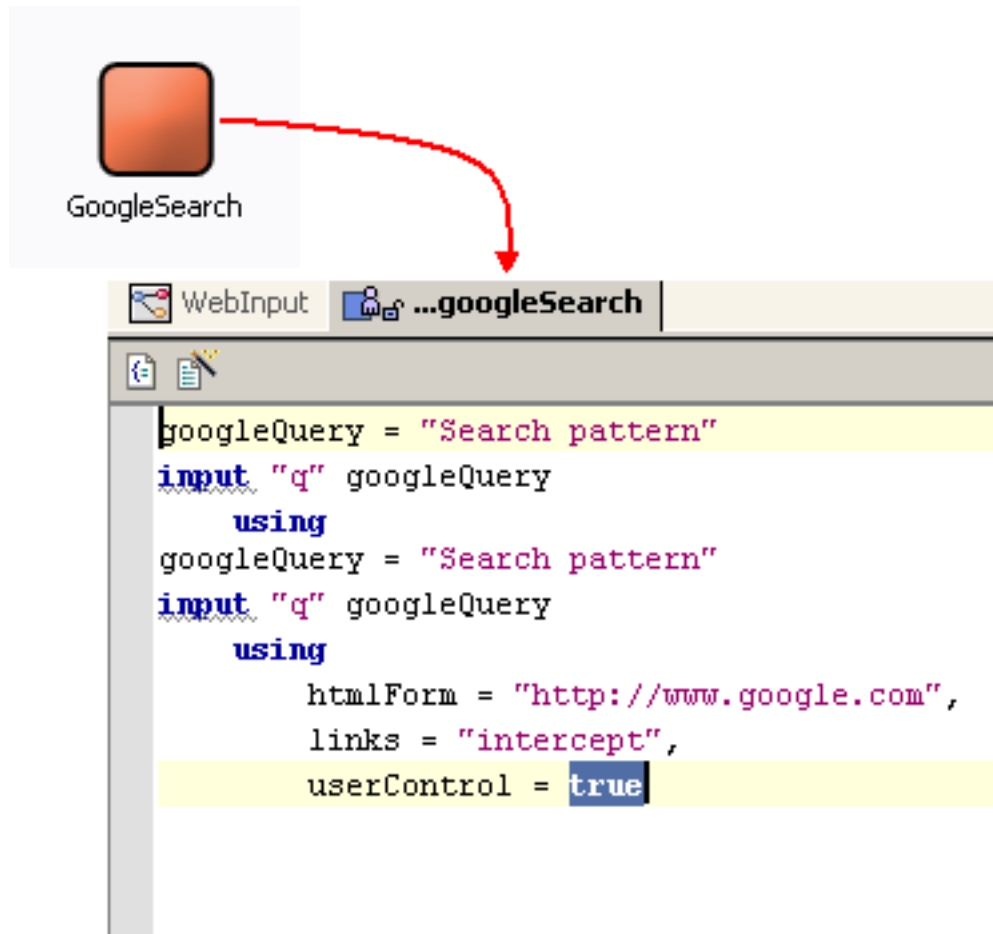 GoogleSearch
WebInput ...googleSearch
googleQuery = "Search pattern"
input "q" googleQuery
using
googleQuery = "Search pattern"
input "q" googleQuery
using
htmlForm = "http://www.google.com",
links = "intercept",
userControl = true